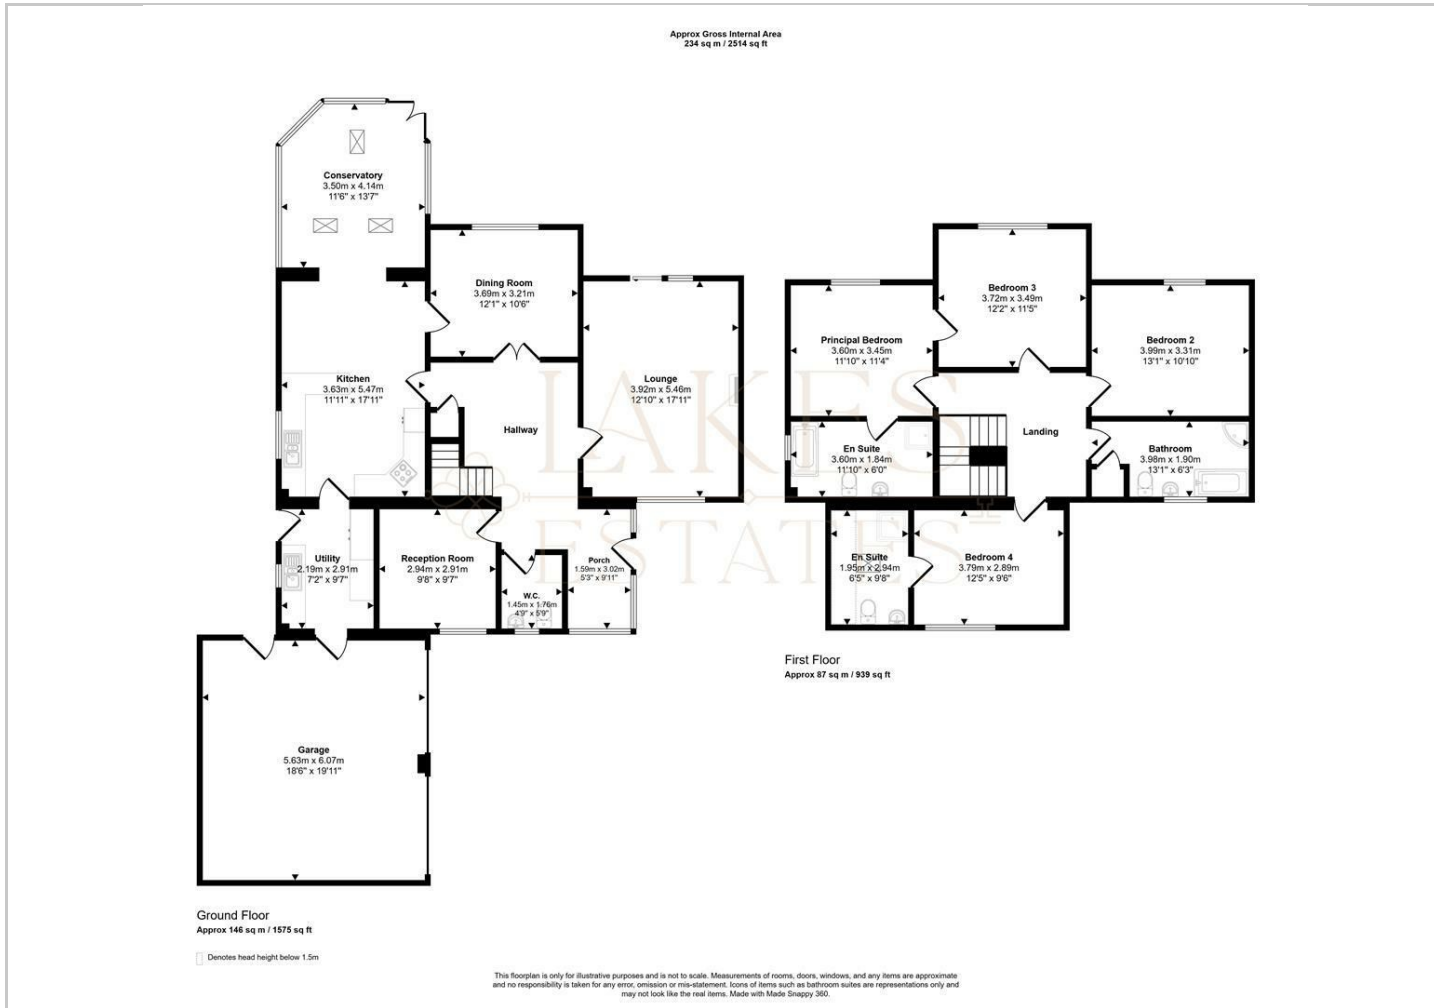 Approx Gross Internal Area
234 sq m / 2514 sq ft
Conservatory
3.50m x 4.14m
11'6" x 13'7"
Dining Room
3.69m x 3.21m
12'1" x 10'6"
Kitchen
3.63m x 5.47m
11'11" x 17'11"
Hallway
Lounge
3.92m x 5.46m
12'10" x 17'11"
Utility
2.19m x 2.91m
7'2" x 9'7"
Reception Room
2.94m x 2.91m
9'8" x 9'7"
W.C.
1.45m x 1.76m
4'9" x 5'9"
Porch
1.59m x 3.02m
5'3" x 9'11"
Garage
5.63m x 6.07m
18'6" x 19'11"
Ground Floor
Approx 146 sq m / 1575 sq ft
Denotes head height below 1.5m
Principal Bedroom
3.60m x 3.45m
11'10" x 11'4"
Bedroom 3
3.72m x 3.49m
12'2" x 11'5"
Bedroom 2
3.99m x 3.31m
13'1" x 10'10"
En Suite
3.60m x 1.84m
11'10" x 6'0"
Landing
Bathroom
3.98m x 1.90m
13'1" x 6'3"
En Suite
1.95m x 2.94m
6'5" x 9'8"
Bedroom 4
3.79m x 2.89m
12'5" x 9'6"
First Floor
Approx 87 sq m / 939 sq ft
LAKES
ESTATES
This floorplan is only for illustrative purposes and is not to scale. Measurements of rooms, doors, windows, and any items are approximate
and no responsibility is taken for any error, omission or mis-statement. Icons of items such as bathroom suites are representations only and
may not look like the real items. Made with Made Snappy 360.